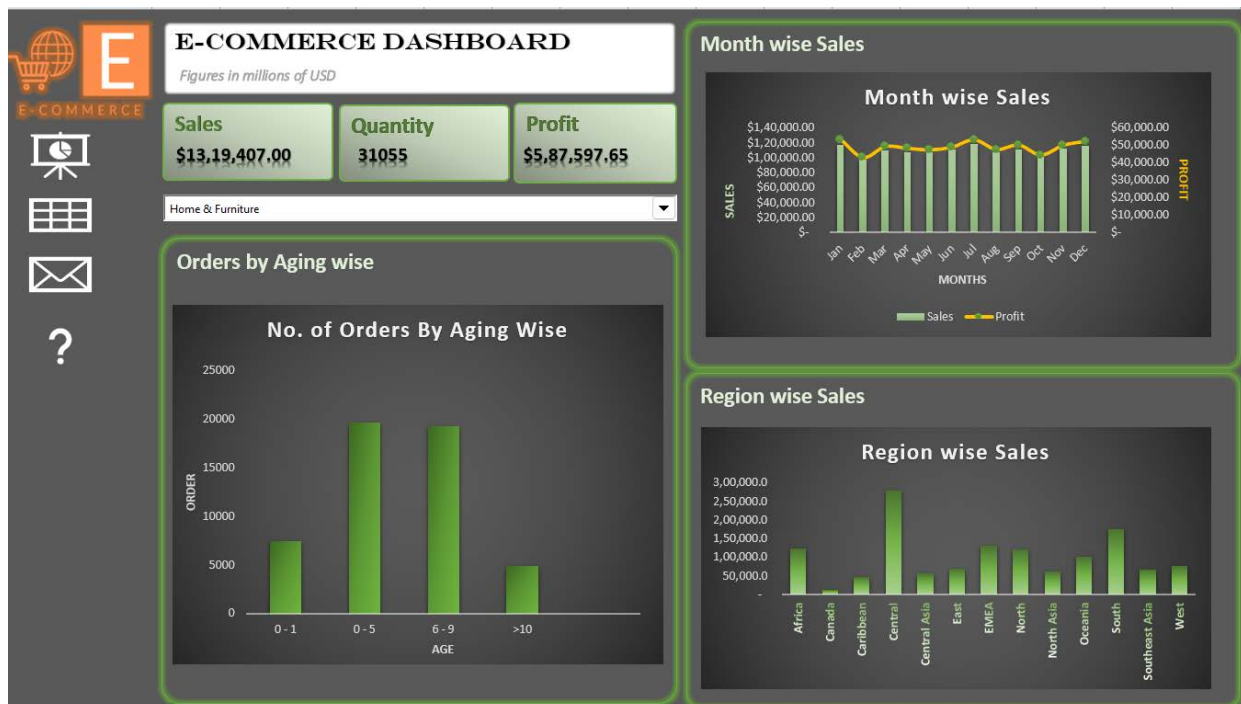 E
E-COMMERCE
E-COMMERCE DASHBOARD
Figures in millions of USD
Sales
$13,19,407.00
Quantity
31055
Profit
$5,87,597.65
Home & Furniture
Orders by Aging wise
No. of Orders By Aging Wise
ORDER
25000
20000
15000
10000
5000
0
0 - 1
0 - 5
6 - 9
>10
AGE
Month wise Sales
Month wise Sales
SALES
$1,40,000.00
$1,20,000.00
$1,00,000.00
$80,000.00
$60,000.00
$40,000.00
$20,000.00
$-
$60,000.00
$50,000.00
$40,000.00
$30,000.00
$20,000.00
$10,000.00
$-
PROFIT
Jan
Feb
Mar
Apr
May
Jun
Jul
Aug
Sep
Oct
Nov
Dec
MONTHS
Sales
Profit
Region wise Sales
Region wise Sales
3,00,000.0
2,50,000.0
2,00,000.0
1,50,000.0
1,00,000.0
50,000.0
-
Africa
Canada
Caribbean
Central
Central Asia
East
EMEA
North
North Asia
Oceania
South
Southeast Asia
West
?